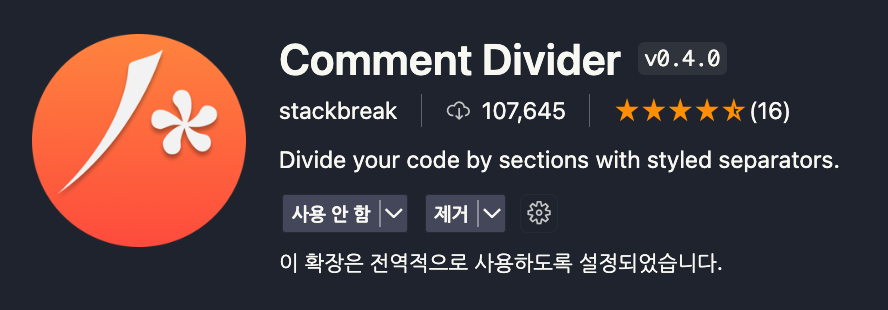 Comment Divider v0.4.0
stackbreak 107,645 (16)
Divide your code by sections with styled separators.
사용 안 함 제거
이 확장은 전역적으로 사용하도록 설정되었습니다.